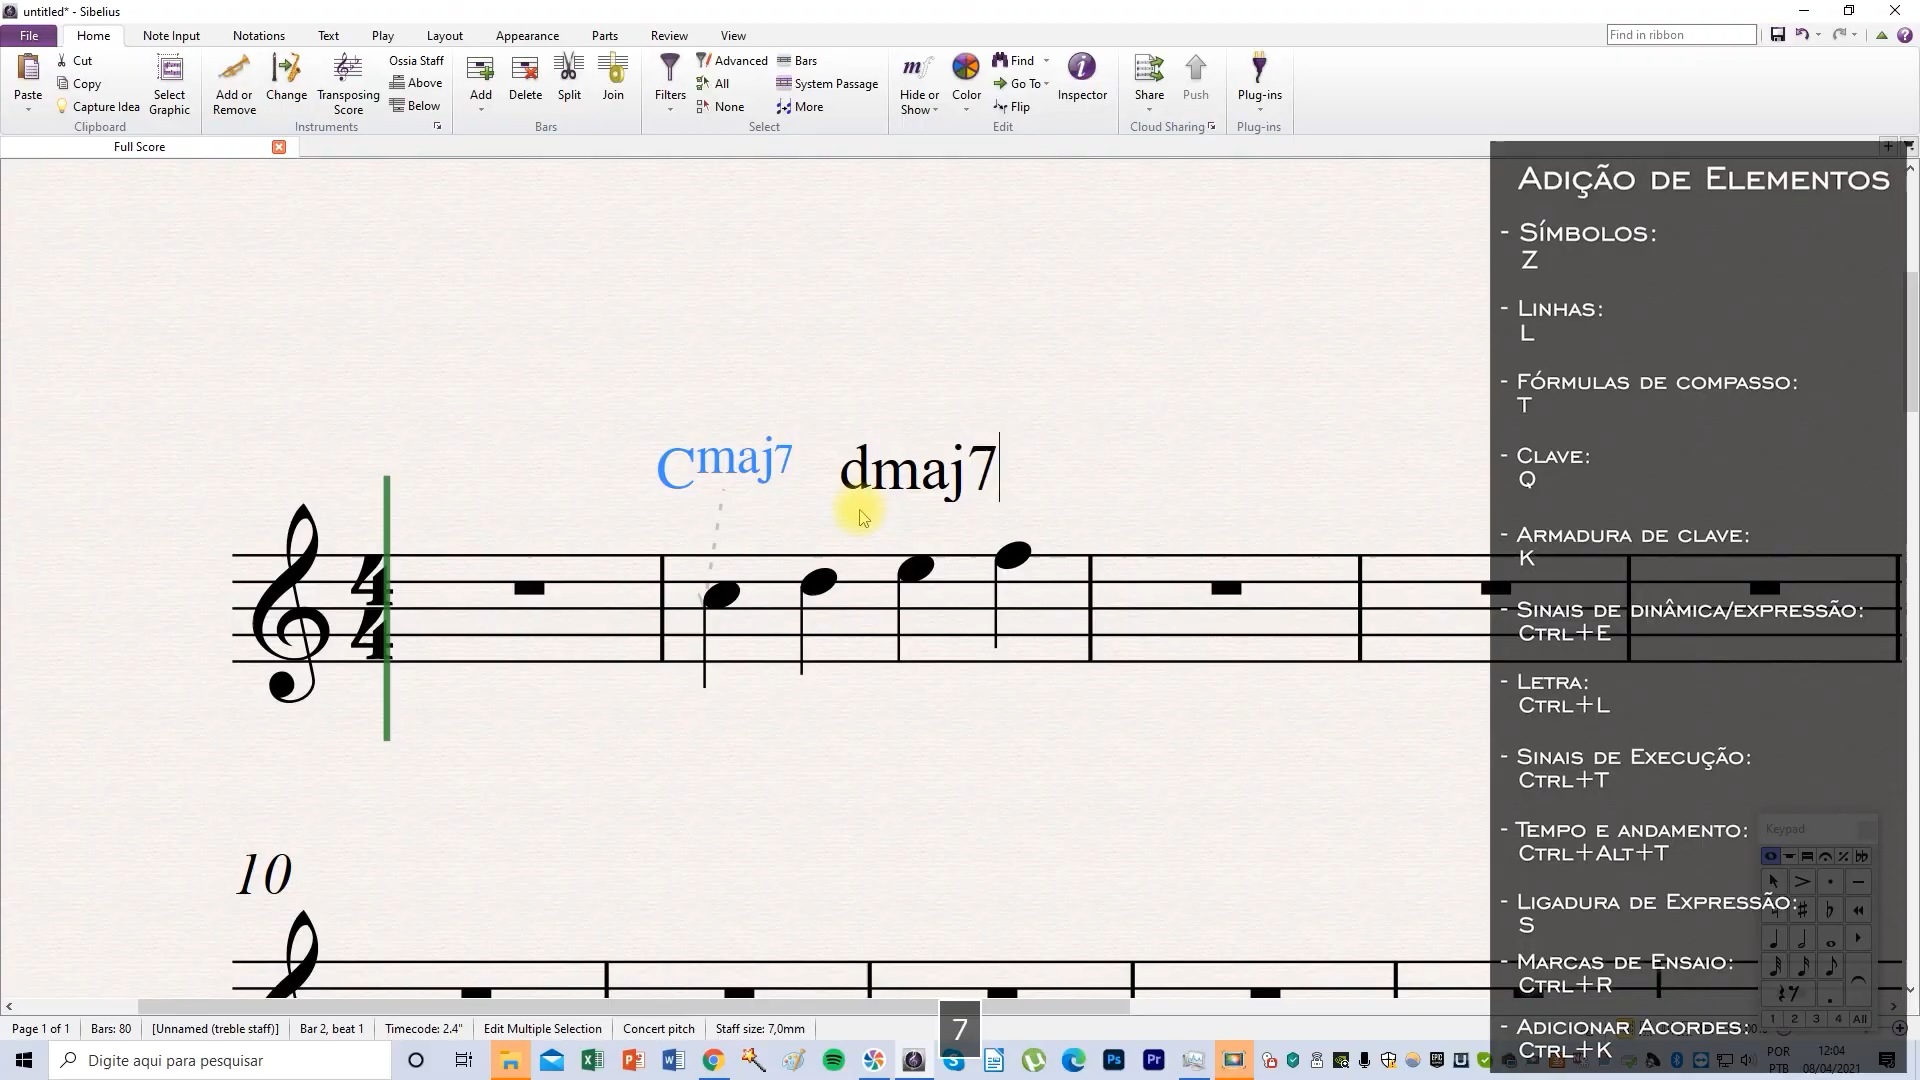 untitled* - Sibelius
File Home Note Input Notations Text Play Layout Appearance Parts Review View Find in ribbon
Paste Cut Copy Capture Idea Select Graphic
Clipboard
Add or Remove Change Transposing Score Ossia Staff Above Below
Instruments
Add Delete Split Join
Bars
Filters Advanced All None Bars System Passage More
Select
Hide or Show Color Find Go To Flip Inspector
Edit
Share Push
Cloud Sharing
Plug-ins
Plug-ins
Full Score
Adição de Elementos
- Símbolos:
Z
- Linhas:
L
- Fórmulas de compasso:
T
- Clave:
Q
- Armadura de clave:
K
- Sinais de dinâmica/expressão:
Ctrl+E
- Letra:
Ctrl+L
- Sinais de Execução:
Ctrl+T
- Tempo e andamento:
Ctrl+Alt+T
- Ligadura de Expressão:
S
- Marcas de Ensaio:
Ctrl+R
- Adicionar Acordes:
Ctrl+K
Cmaj7 dmaj7
4
4
10
Keypad
1 2 3 4 All
Page 1 of 1 Bars: 80 [Unnamed (treble staff)] Bar 2, beat 1 Timecode: 2.4" Edit Multiple Selection Concert pitch Staff size: 7,0mm
7
Digite aqui para pesquisar
POR
PTB
12:04
08/04/2021